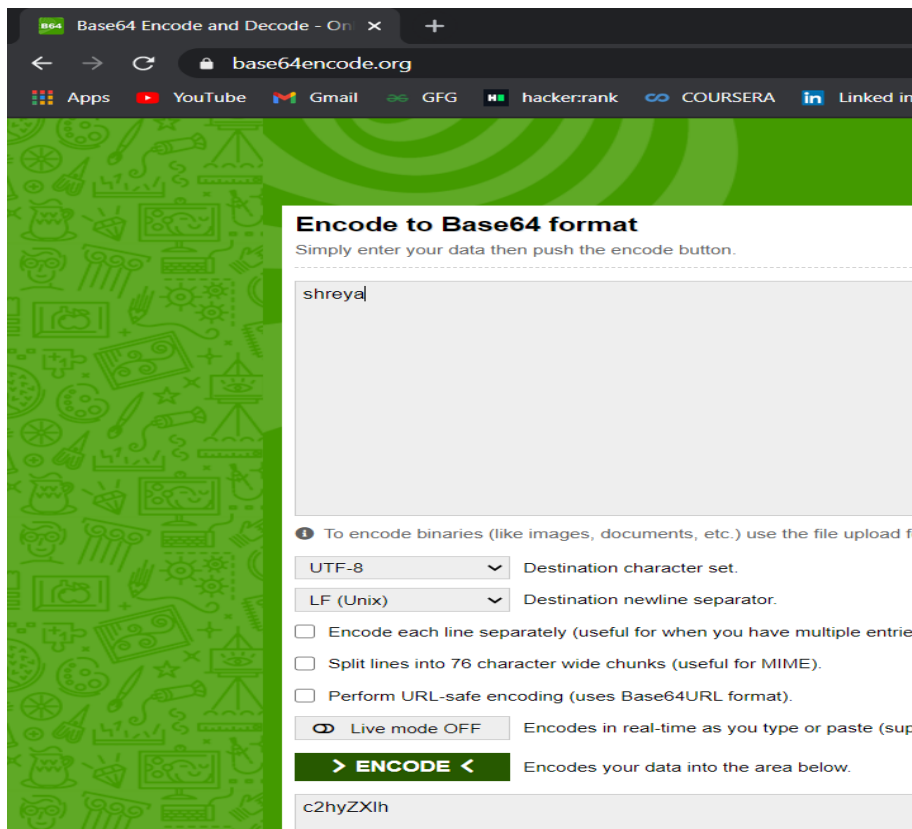 B64 Base64 Encode and Decode - On
base64encode.org
Apps YouTube Gmail GFG hacker:rank COURSERA in Linked in
Encode to Base64 format
Simply enter your data then push the encode button.
shreya
To encode binaries (like images, documents, etc.) use the file upload f
UTF-8 Destination character set.
LF (Unix) Destination newline separator.
Encode each line separately (useful for when you have multiple entrie
Split lines into 76 character wide chunks (useful for MIME).
Perform URL-safe encoding (uses Base64URL format).
Live mode OFF Encodes in real-time as you type or paste (sup
> ENCODE < Encodes your data into the area below.
c2hyZXlh